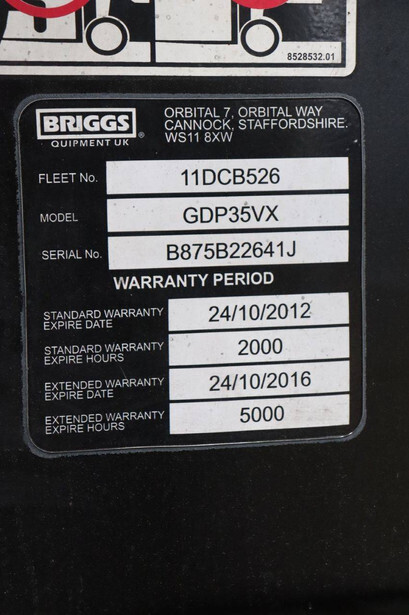 8528532.01
BRIGGS®
EQUIPMENT UK
ORBITAL 7, ORBITAL WAY
CANNOCK, STAFFORDSHIRE.
WS11 8XW
FLEET No. 11DCB526
MODEL GDP35VX
SERIAL No. B875B22641J
WARRANTY PERIOD
STANDARD WARRANTY
EXPIRE DATE 24/10/2012
STANDARD WARRANTY
EXPIRE HOURS 2000
EXTENDED WARRANTY
EXPIRE DATE 24/10/2016
EXTENDED WARRANTY
EXPIRE HOURS 5000